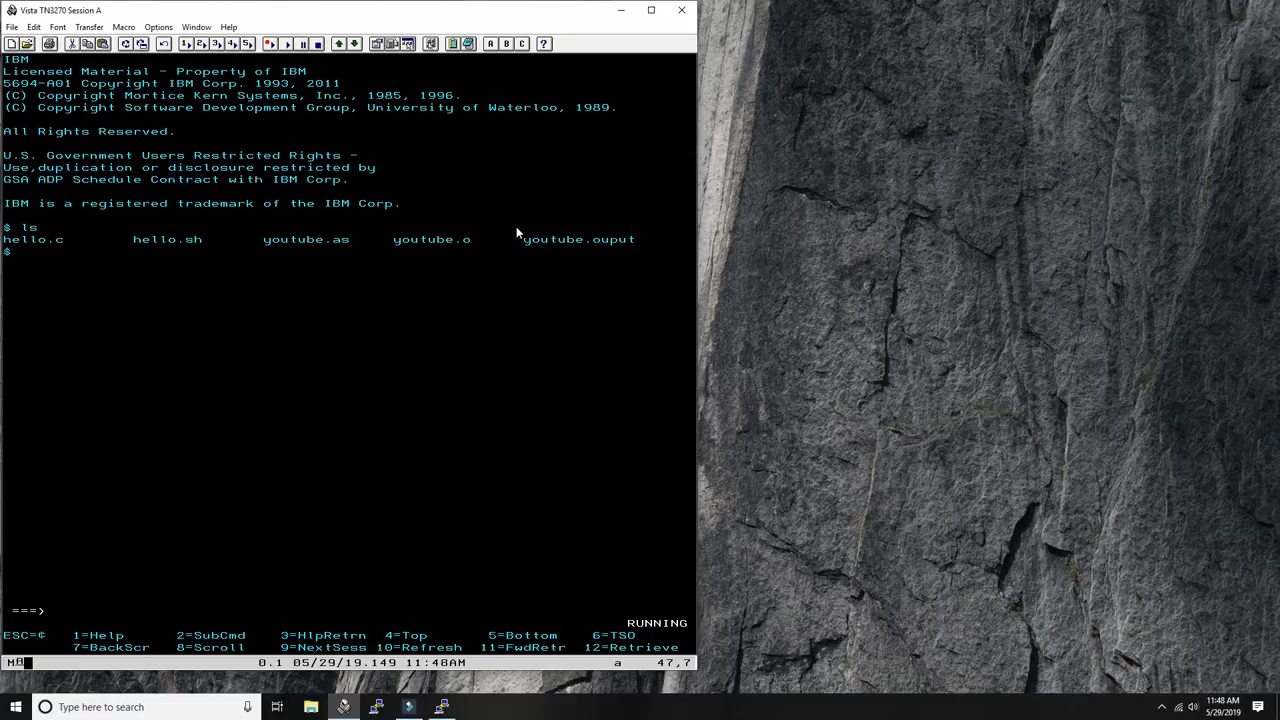 Vista TN3270 Session A
File Edit Font Transfer Macro Options Window Help
1 2 3 4 5 A B C ?
IBM
Licensed Material - Property of IBM
5694-A01 Copyright IBM Corp. 1993, 2011
(C) Copyright Mortice Kern Systems, Inc., 1985, 1996.
(C) Copyright Software Development Group, University of Waterloo, 1989.
All Rights Reserved.
U.S. Government Users Restricted Rights -
Use,duplication or disclosure restricted by
GSA ADP Schedule Contract with IBM Corp.
IBM is a registered trademark of the IBM Corp.
$ ls
hello.c hello.sh youtube.as youtube.o youtube.ouput
$
===>
RUNNING
ESC=¢ 1=Help 2=SubCmd 3=HlpRetrn 4=Top 5=Bottom 6=TSO
7=BackScr 8=Scroll 9=NextSess 10=Refresh 11=FwdRetr 12=Retrieve
0.1 05/29/19.149 11:48AM a 47,7
Type here to search
11:48 AM
5/29/2019